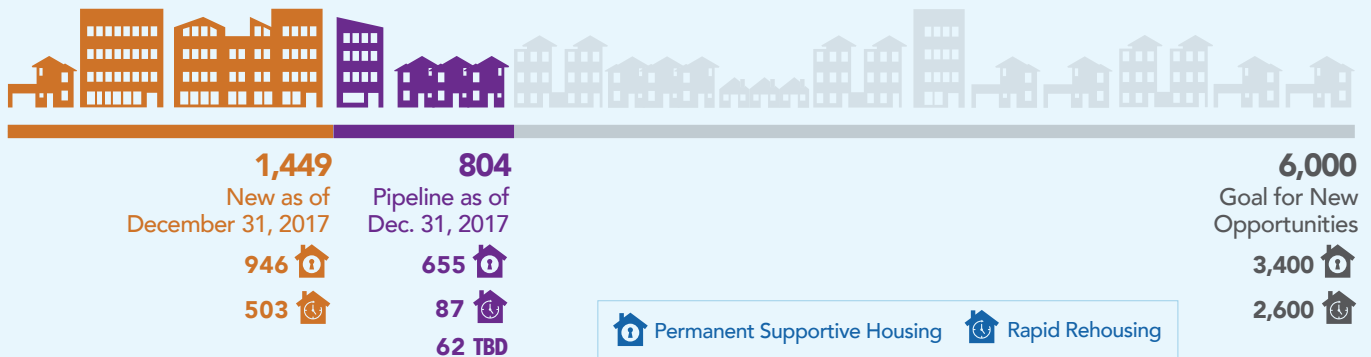 1,449
New as of
December 31, 2017
946
503
804
Pipeline as of
Dec. 31, 2017
655
87
62 TBD
6,000
Goal for New
Opportunities
3,400
2,600
Permanent Supportive Housing
Rapid Rehousing